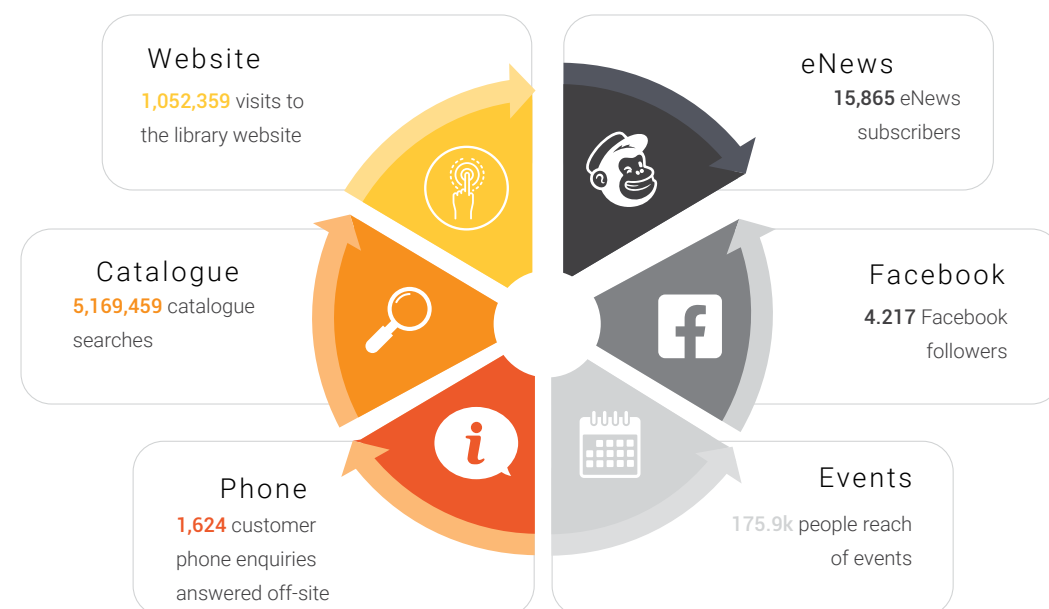 Website
1,052,359 visits to
the library website
eNews
15,865 eNews
subscribers
Catalogue
5,169,459 catalogue
searches
Facebook
4.217 Facebook
followers
Phone
1,624 customer
phone enquiries
answered off-site
Events
175.9k people reach
of events
i
f